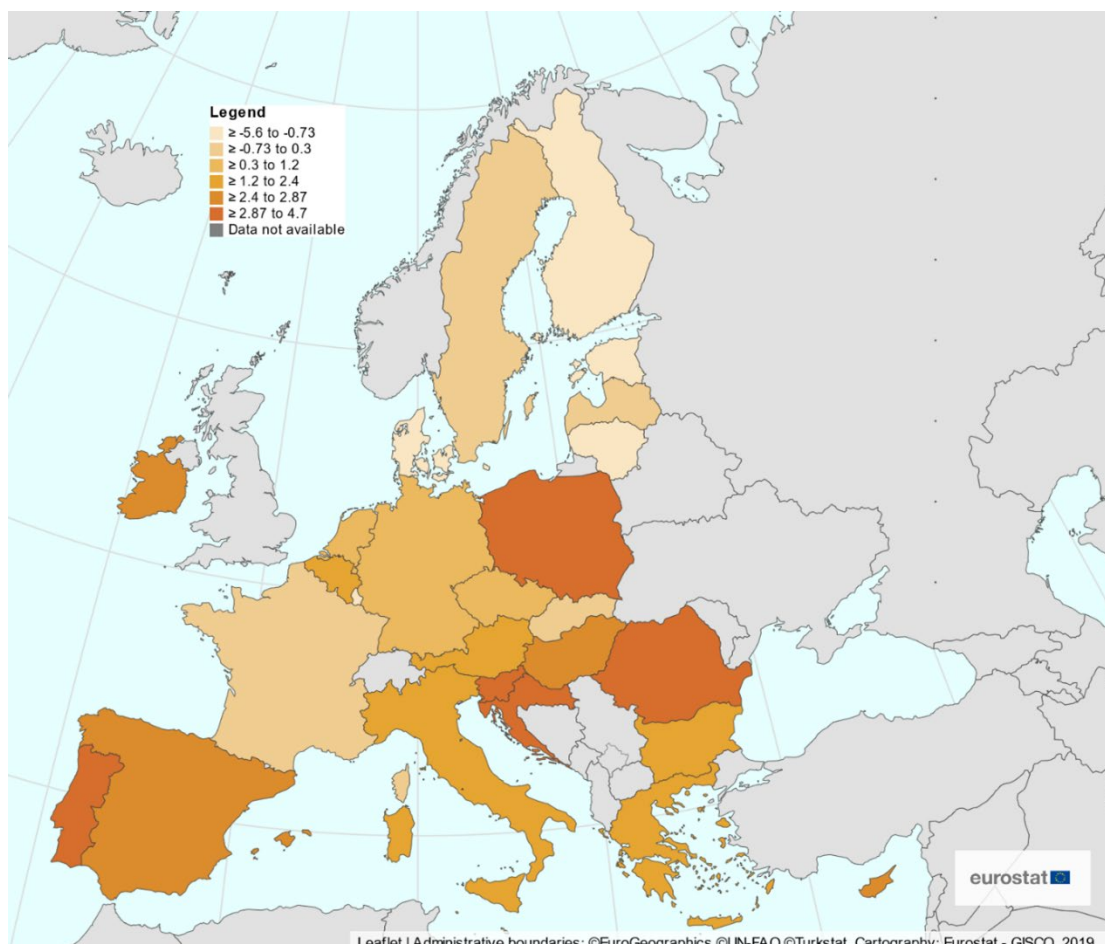 Legend
≥ -5.6 to -0.73
≥ -0.73 to 0.3
≥ 0.3 to 1.2
≥ 1.2 to 2.4
≥ 2.4 to 2.87
≥ 2.87 to 4.7
Data not available
eurostat
Leaflet | Administrative boundaries: ©EuroGeographics ©UN-FAO ©Turkstat, Cartography: Eurostat - GISCO, 2019